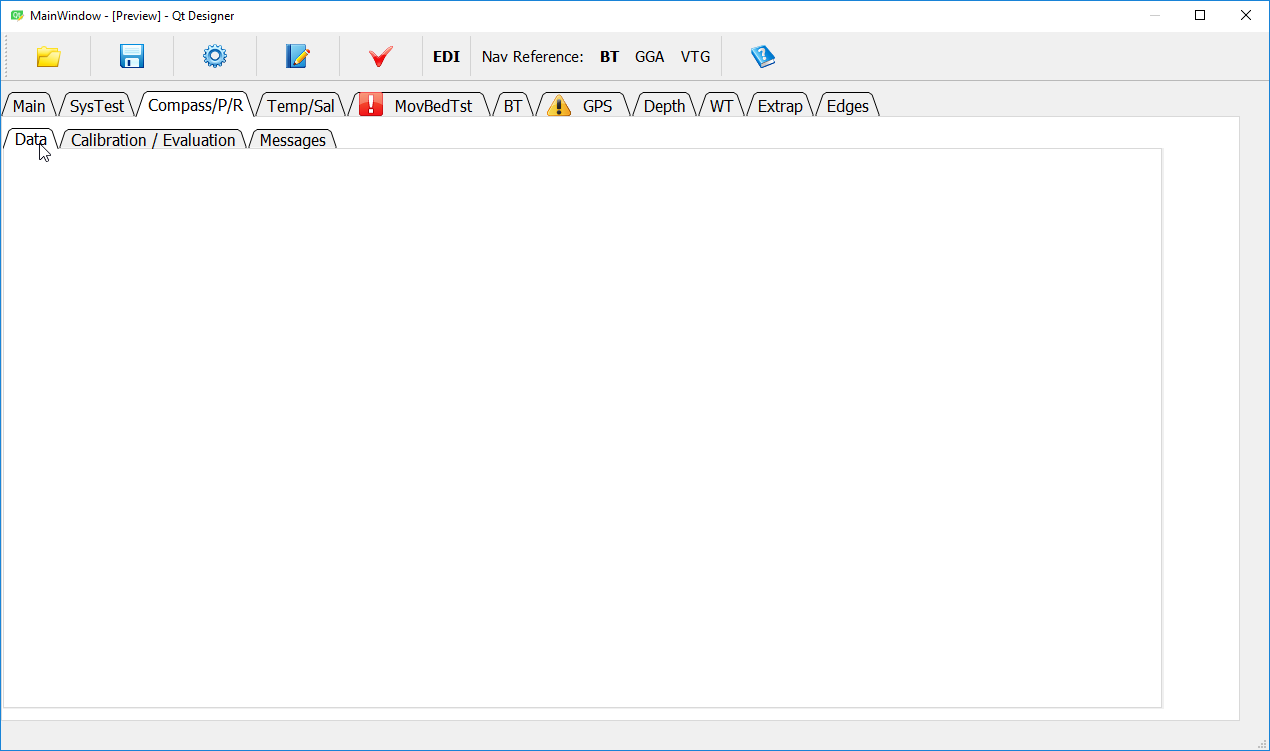 MainWindow - [Preview] - Qt Designer
EDI Nav Reference: BT GGA VTG
Main SysTest Compass/P/R Temp/Sal MovBedTst BT GPS Depth WT Extrap Edges
Data Calibration / Evaluation Messages